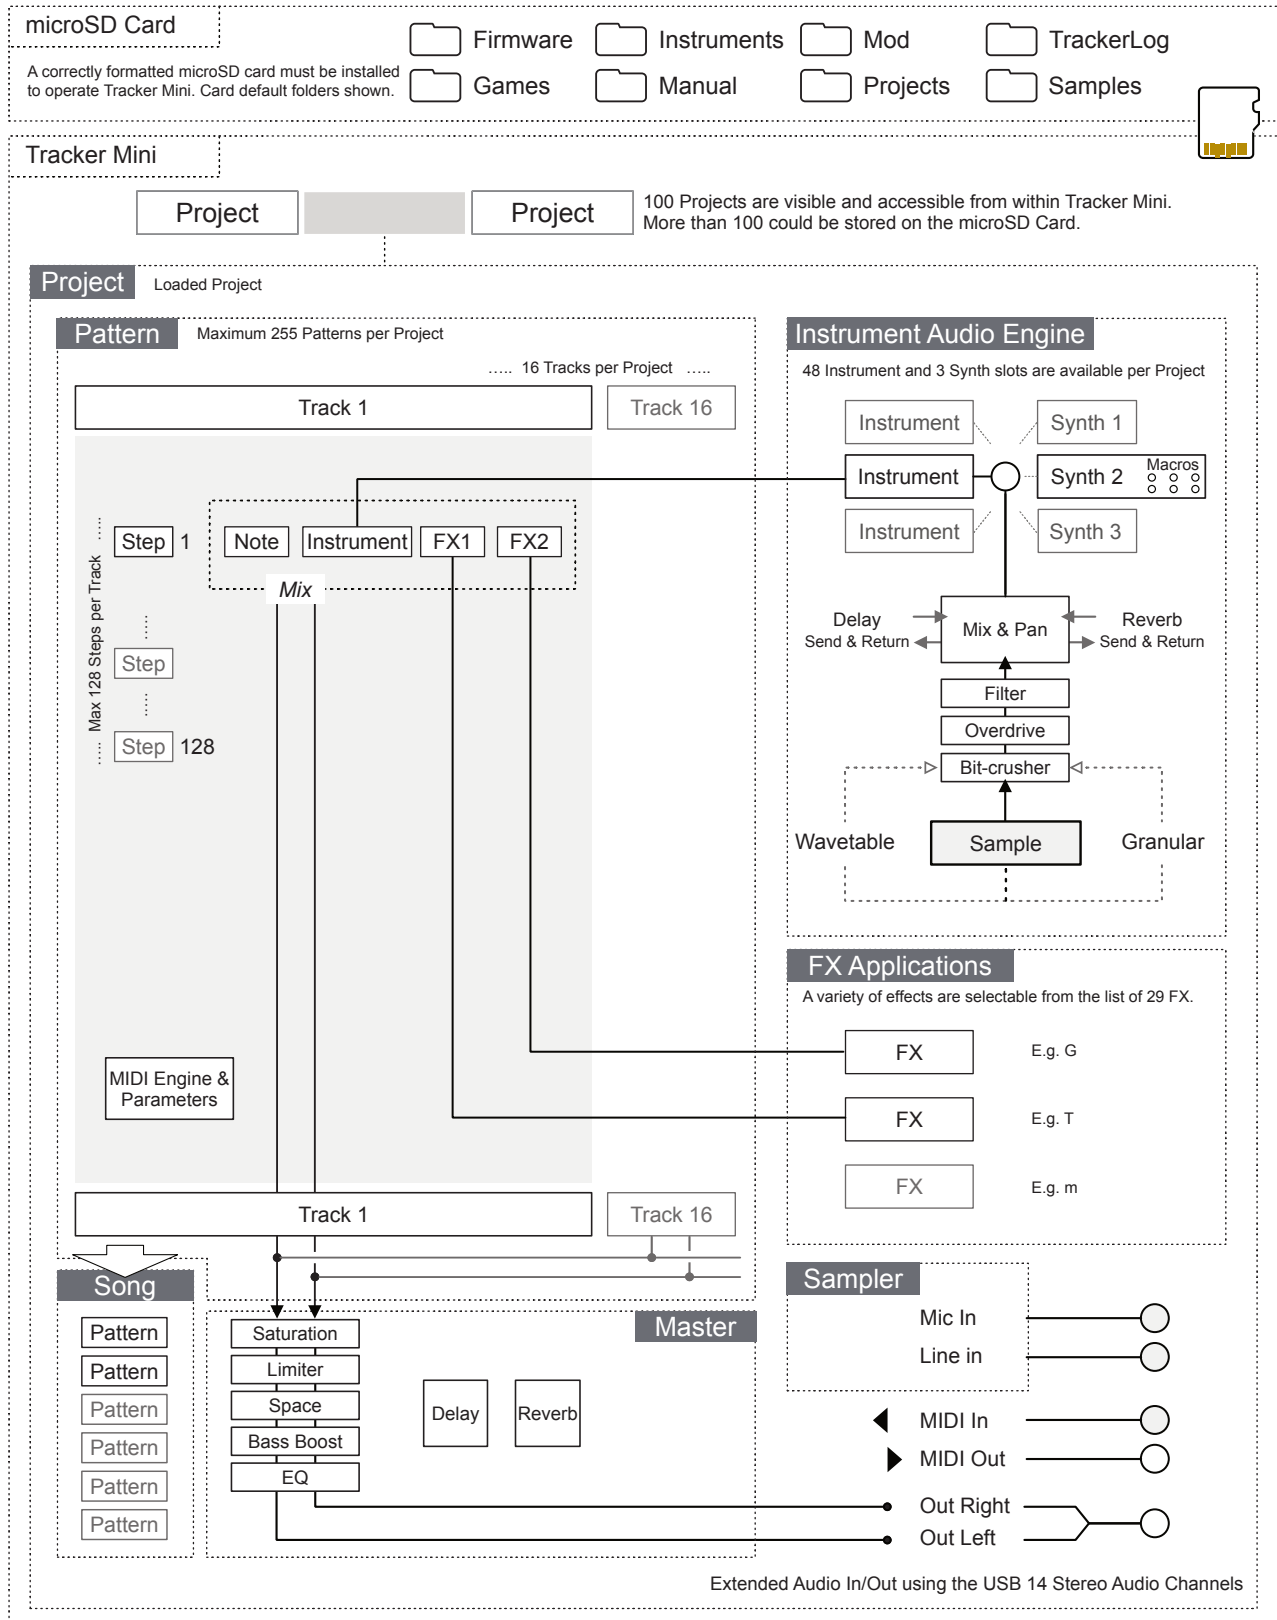 microSD Card
A correctly formatted microSD card must be installed
to operate Tracker Mini. Card default folders shown.
Firmware
Instruments
Mod
TrackerLog
Games
Manual
Projects
Samples
Tracker Mini
Project
Project
100 Projects are visible and accessible from within Tracker Mini.
More than 100 could be stored on the microSD Card.
Project
Loaded Project
Pattern
Maximum 255 Patterns per Project
..... 16 Tracks per Project .....
Track 1
Track 16
..... Max 128 Steps per Track .....
Step 1
Note
Instrument
FX1
FX2
Mix
Step
Step 128
MIDI Engine &
Parameters
Track 1
Track 16
Instrument Audio Engine
48 Instrument and 3 Synth slots are available per Project
Instrument
Synth 1
Instrument
Synth 2
Macros
Instrument
Synth 3
Delay
Send & Return
Mix & Pan
Reverb
Send & Return
Filter
Overdrive
Bit-crusher
Wavetable
Sample
Granular
FX Applications
A variety of effects are selectable from the list of 29 FX.
FX
E.g. G
FX
E.g. T
FX
E.g. m
Song
Pattern
Pattern
Pattern
Pattern
Pattern
Pattern
Master
Saturation
Limiter
Space
Bass Boost
EQ
Delay
Reverb
Sampler
Mic In
Line in
MIDI In
MIDI Out
Out Right
Out Left
Extended Audio In/Out using the USB 14 Stereo Audio Channels